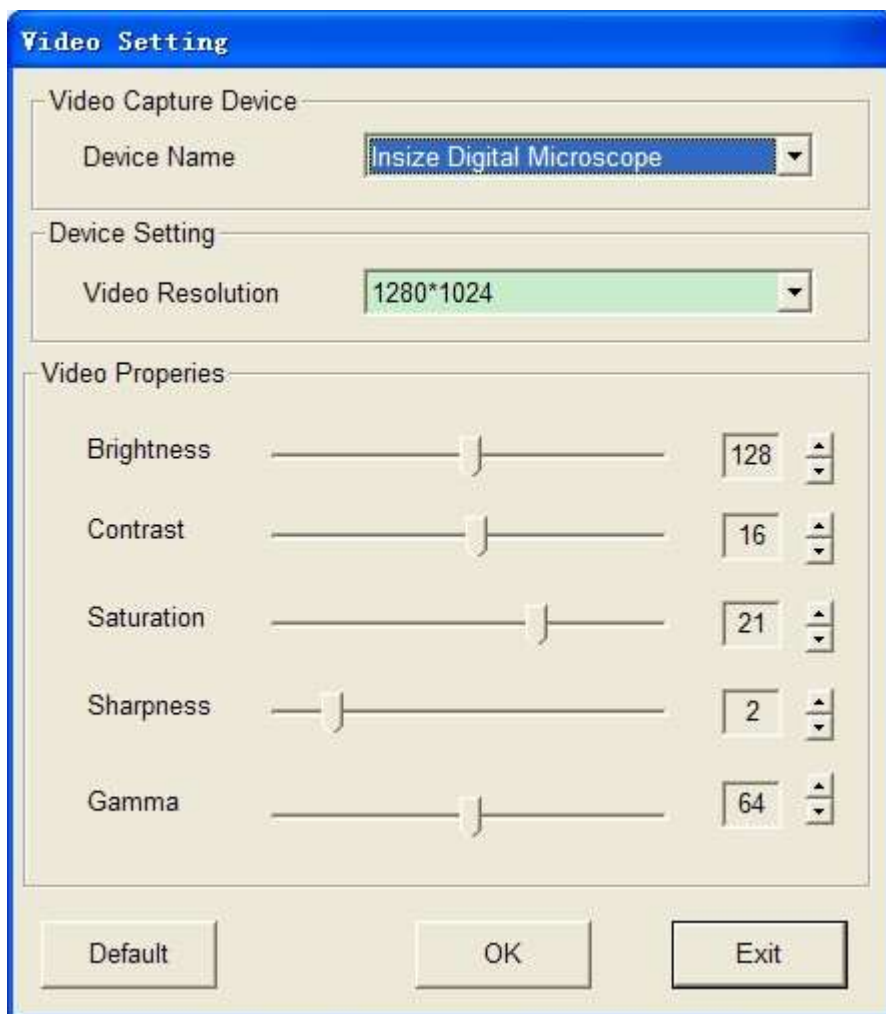 Video Setting
Video Capture Device
Device Name Insize Digital Microscope
Device Setting
Video Resolution 1280*1024
Video Properies
Brightness 128
Contrast 16
Saturation 21
Sharpness 2
Gamma 64
Default OK Exit